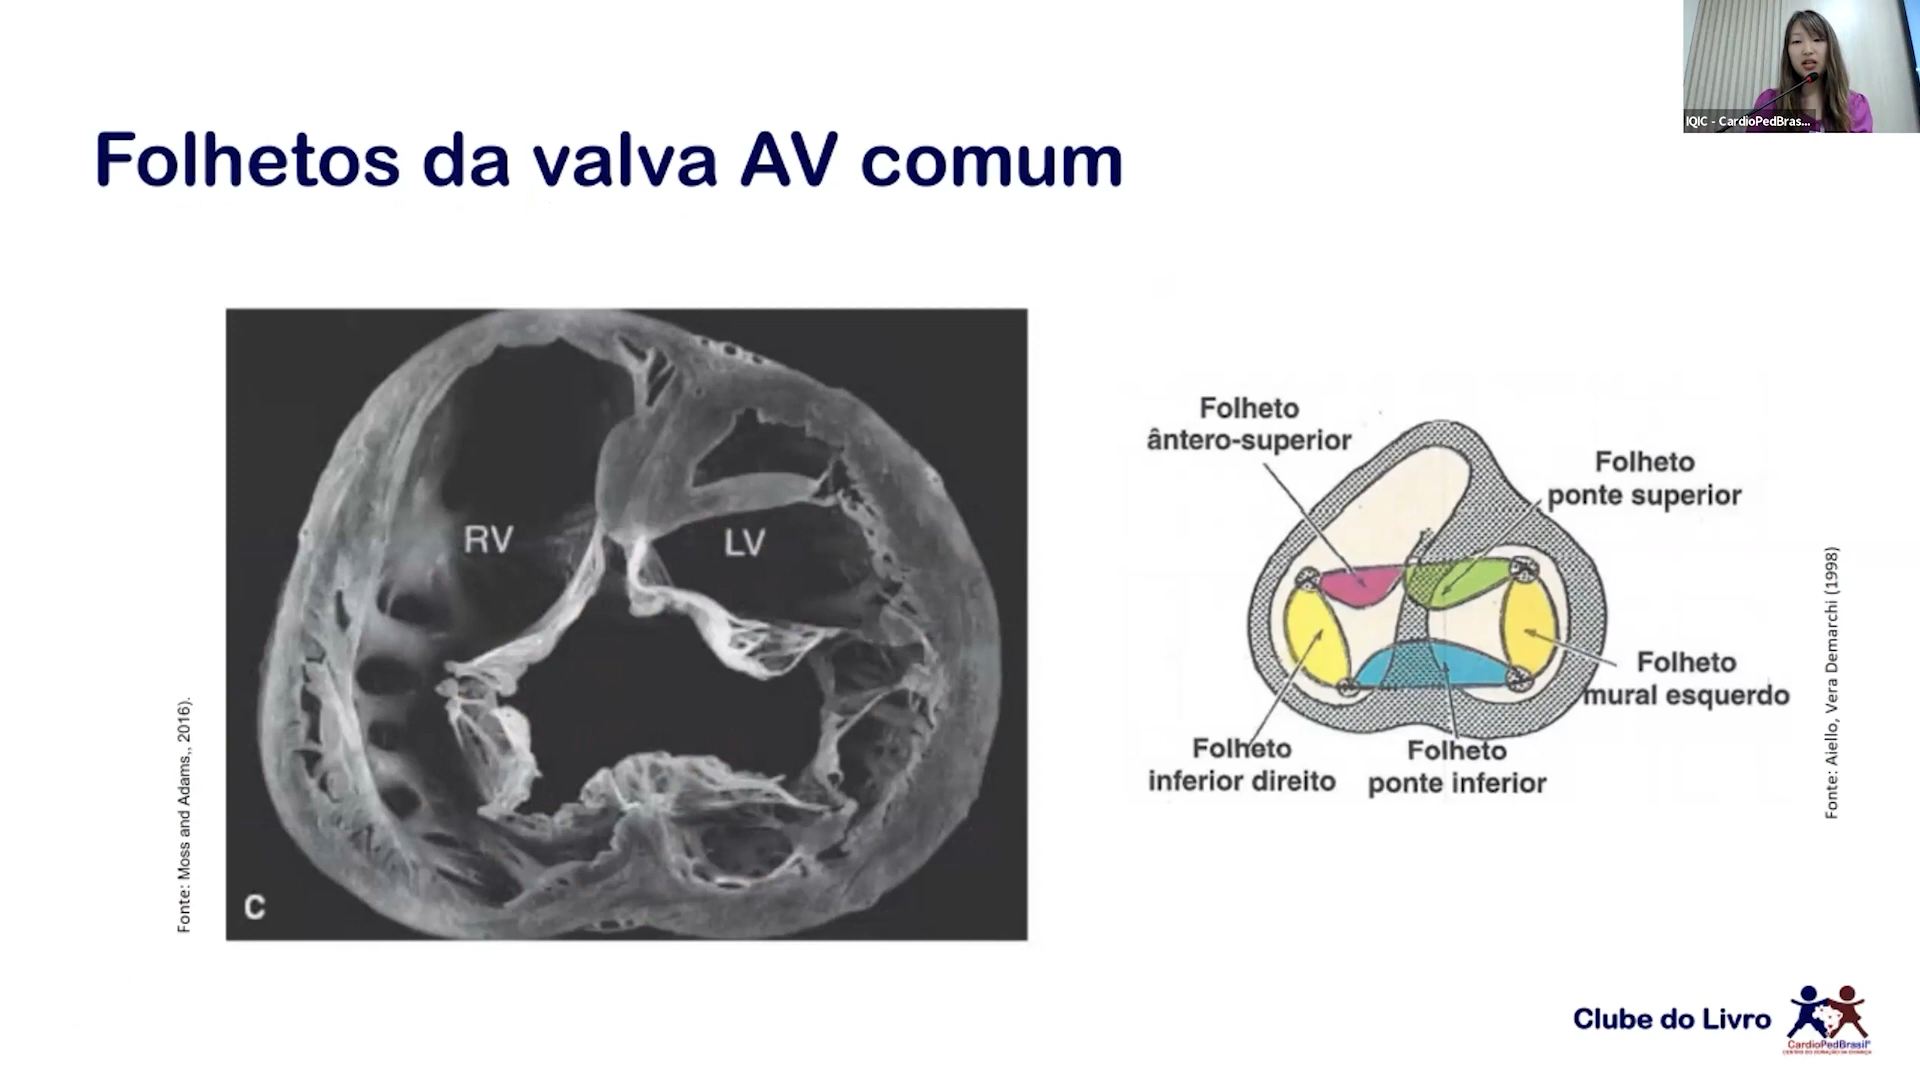 IQIC - CardioPedBras...
Folhetos da valva AV comum
RV
LV
C
Fonte: Moss and Adams,, 2016).
Folheto
ântero-superior
Folheto
ponte superior
Folheto
mural esquerdo
Folheto
inferior direito
Folheto
ponte inferior
Fonte: Aiello, Vera Demarchi (1998)
Clube do Livro
CardioPedBrasil®
CENTRO DO CORAÇÃO DA CRIANÇA